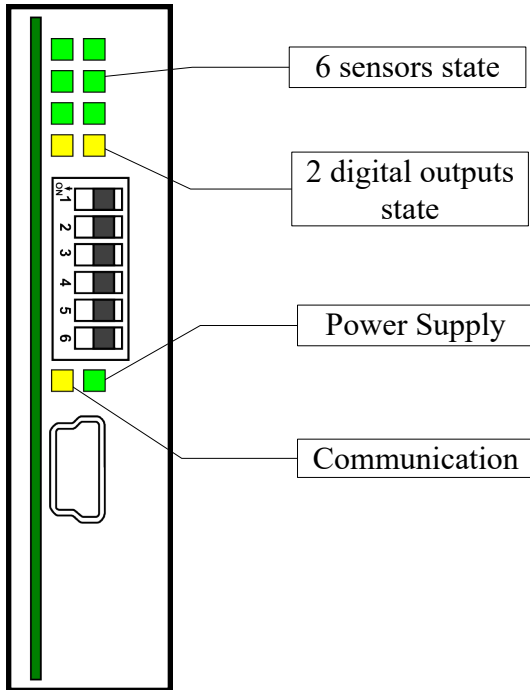 6 sensors state
2 digital outputs
state
ON
1
2
3
4
5
6
Power Supply
Communication